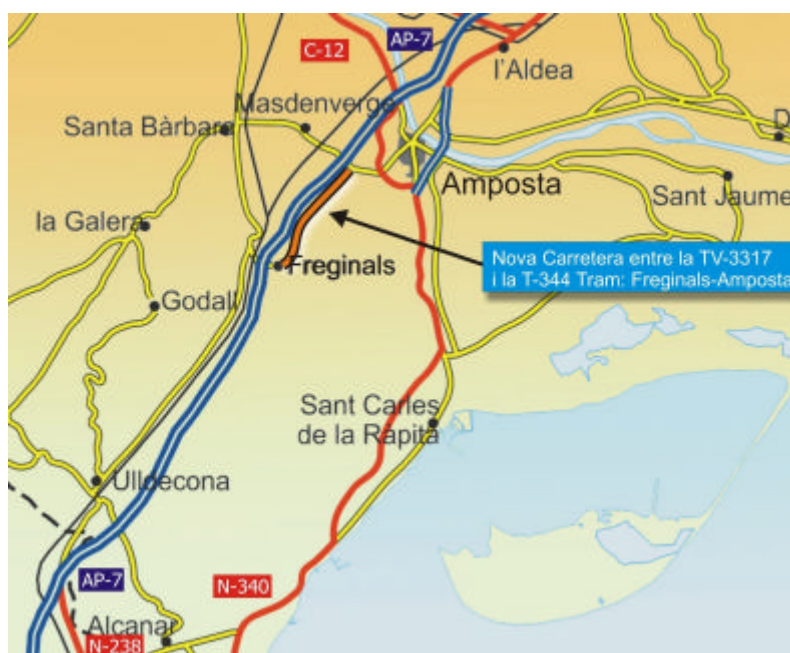 C-12
AP-7
l'Aldea
Masdenverge
Santa Bàrbara
D
Amposta
Sant Jaume
la Galera
Nova Carretera entre la TV-3317
i la T-344 Tram: Freginals-Amposta
Freginals
Godall
Sant Carles
de la Ràpita
Ulldecona
AP-7
N-340
Alcanar
N-238